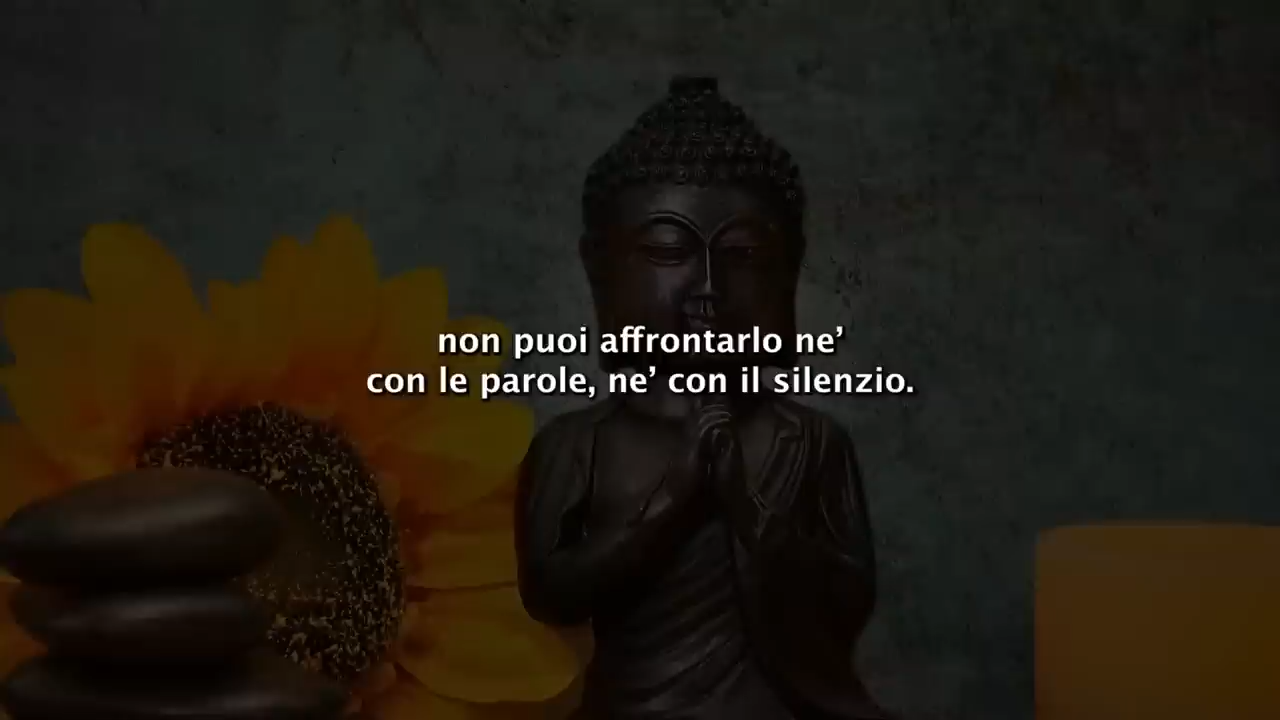 non puoi affrontarlo ne’
con le parole, ne’ con il silenzio.